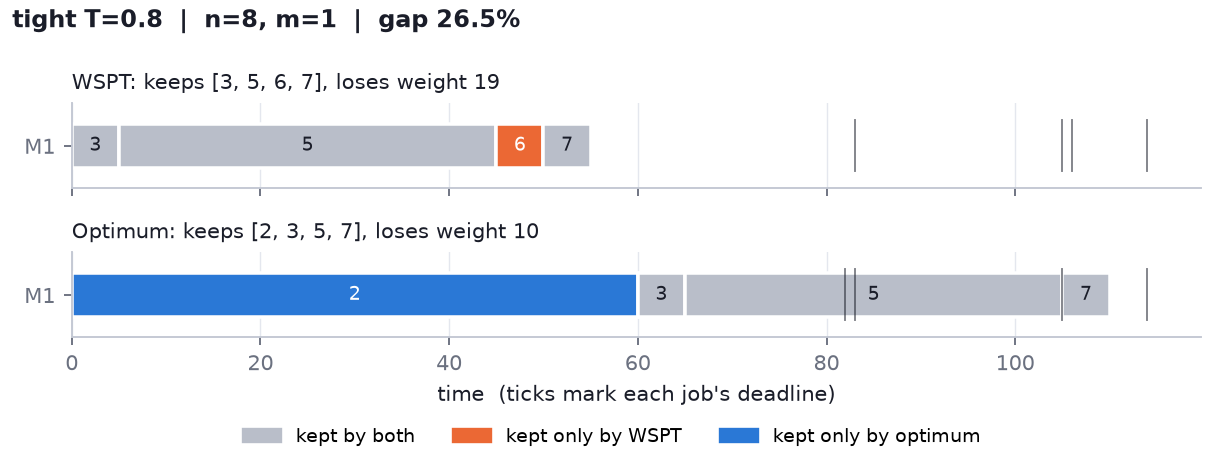 tight T=0.8 | n=8, m=1 | gap 26.5%
WSPT: keeps [3, 5, 6, 7], loses weight 19
M1 3 5 6 7
Optimum: keeps [2, 3, 5, 7], loses weight 10
M1 2 3 5 7
0 20 40 60 80 100
time (ticks mark each job's deadline)
kept by both kept only by WSPT kept only by optimum